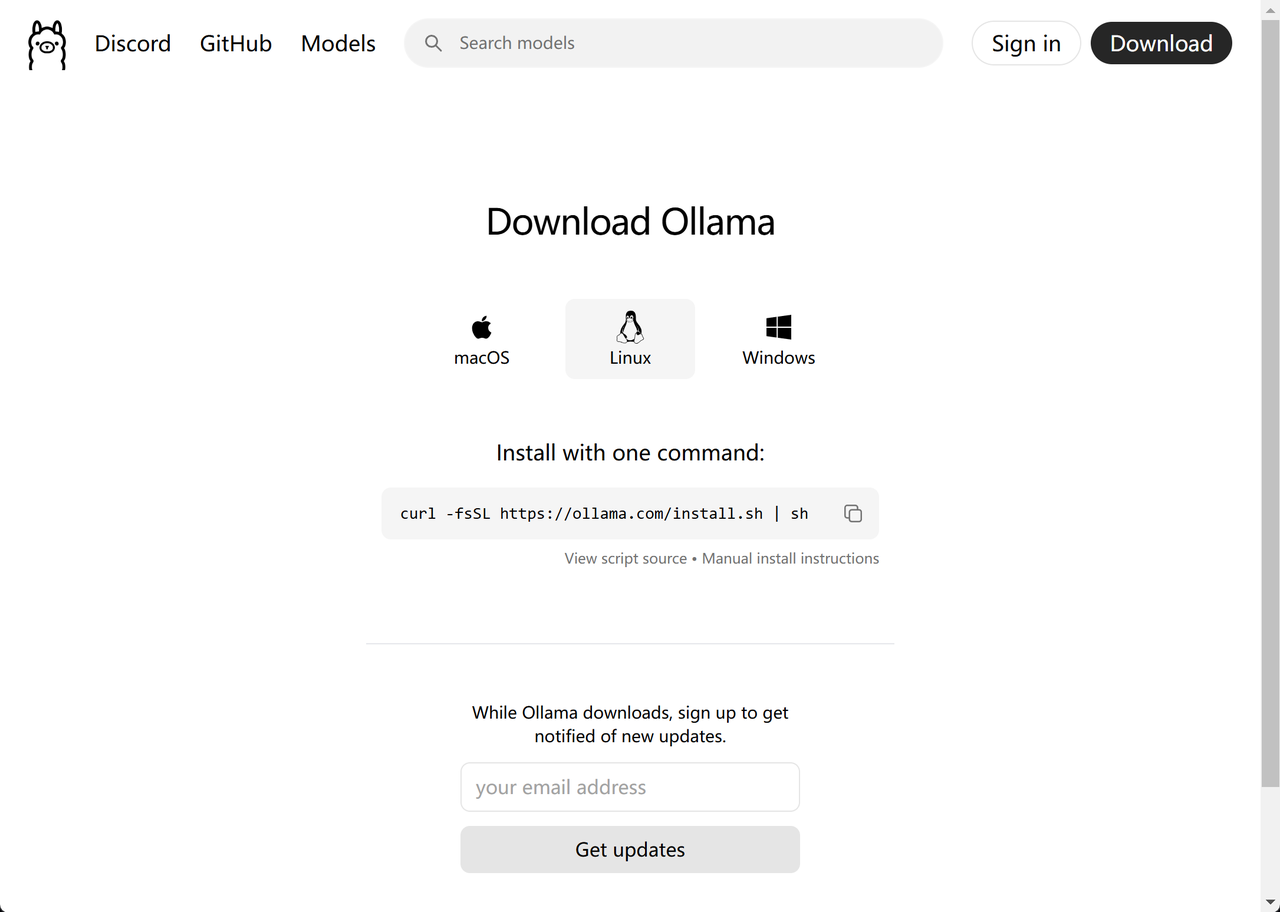 Discord GitHub Models Search models Sign in Download
Download Ollama
macOS Linux Windows
Install with one command:
curl -fsSL https://ollama.com/install.sh | sh
View script source • Manual install instructions
While Ollama downloads, sign up to get
notified of new updates.
your email address
Get updates